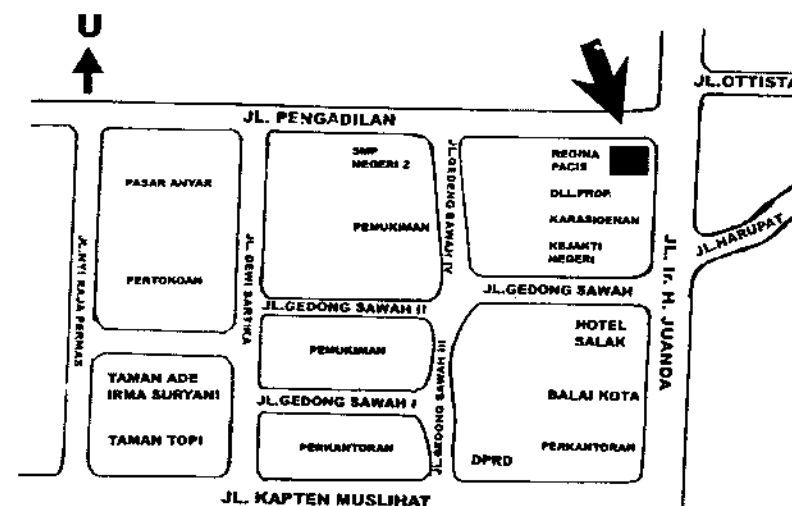 U
JL. OTTISTA
JL. PENGADILAN
SMP
NEGERI 2
JL.GEDENG SAWAH IV
REGINA
PACIS
PASAR ANYAR
DLL.PROP.
PEMUKIMAN
KARASIDENAN
JL.HARUPAT
KEJAKTI
NEGERI
JL.NYI RAJA PERMAS
JL. DEWI SARTIKA
JL. Ir. H. JUANDA
PERTOKOAN
JL.GEDONG SAWAH
JL.GEDONG SAWAH II
HOTEL
SALAK
PEMUKIMAN
JL.GEDONG SAWAH III
TAMAN ADE
IRMA SURYANI
BALAI KOTA
JL.GEDONG SAWAH I
TAMAN TOPI
PERKANTORAN
PERKANTORAN
DPRD
JL. KAPTEN MUSLIHAT